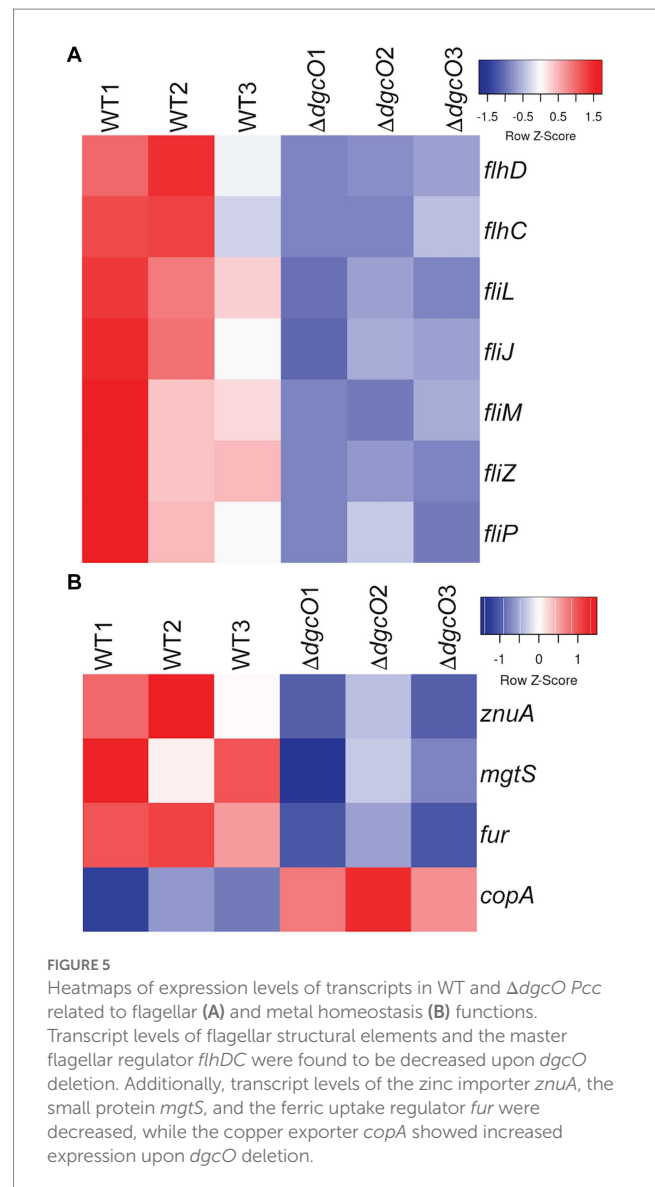 A
WT1 WT2 WT3 ΔdgcO1 ΔdgcO2 ΔdgcO3
-1.5 -0.5 0.5 1.5
Row Z-Score
flhD
flhC
fliL
fliJ
fliM
fliZ
fliP
B
WT1 WT2 WT3 ΔdgcO1 ΔdgcO2 ΔdgcO3
-1 0 1
Row Z-Score
znuA
mgtS
fur
copA
FIGURE 5
Heatmaps of expression levels of transcripts in WT and ΔdgcO Pcc
related to flagellar (A) and metal homeostasis (B) functions.
Transcript levels of flagellar structural elements and the master
flagellar regulator flhDC were found to be decreased upon dgcO
deletion. Additionally, transcript levels of the zinc importer znuA, the
small protein mgtS, and the ferric uptake regulator fur were
decreased, while the copper exporter copA showed increased
expression upon dgcO deletion.